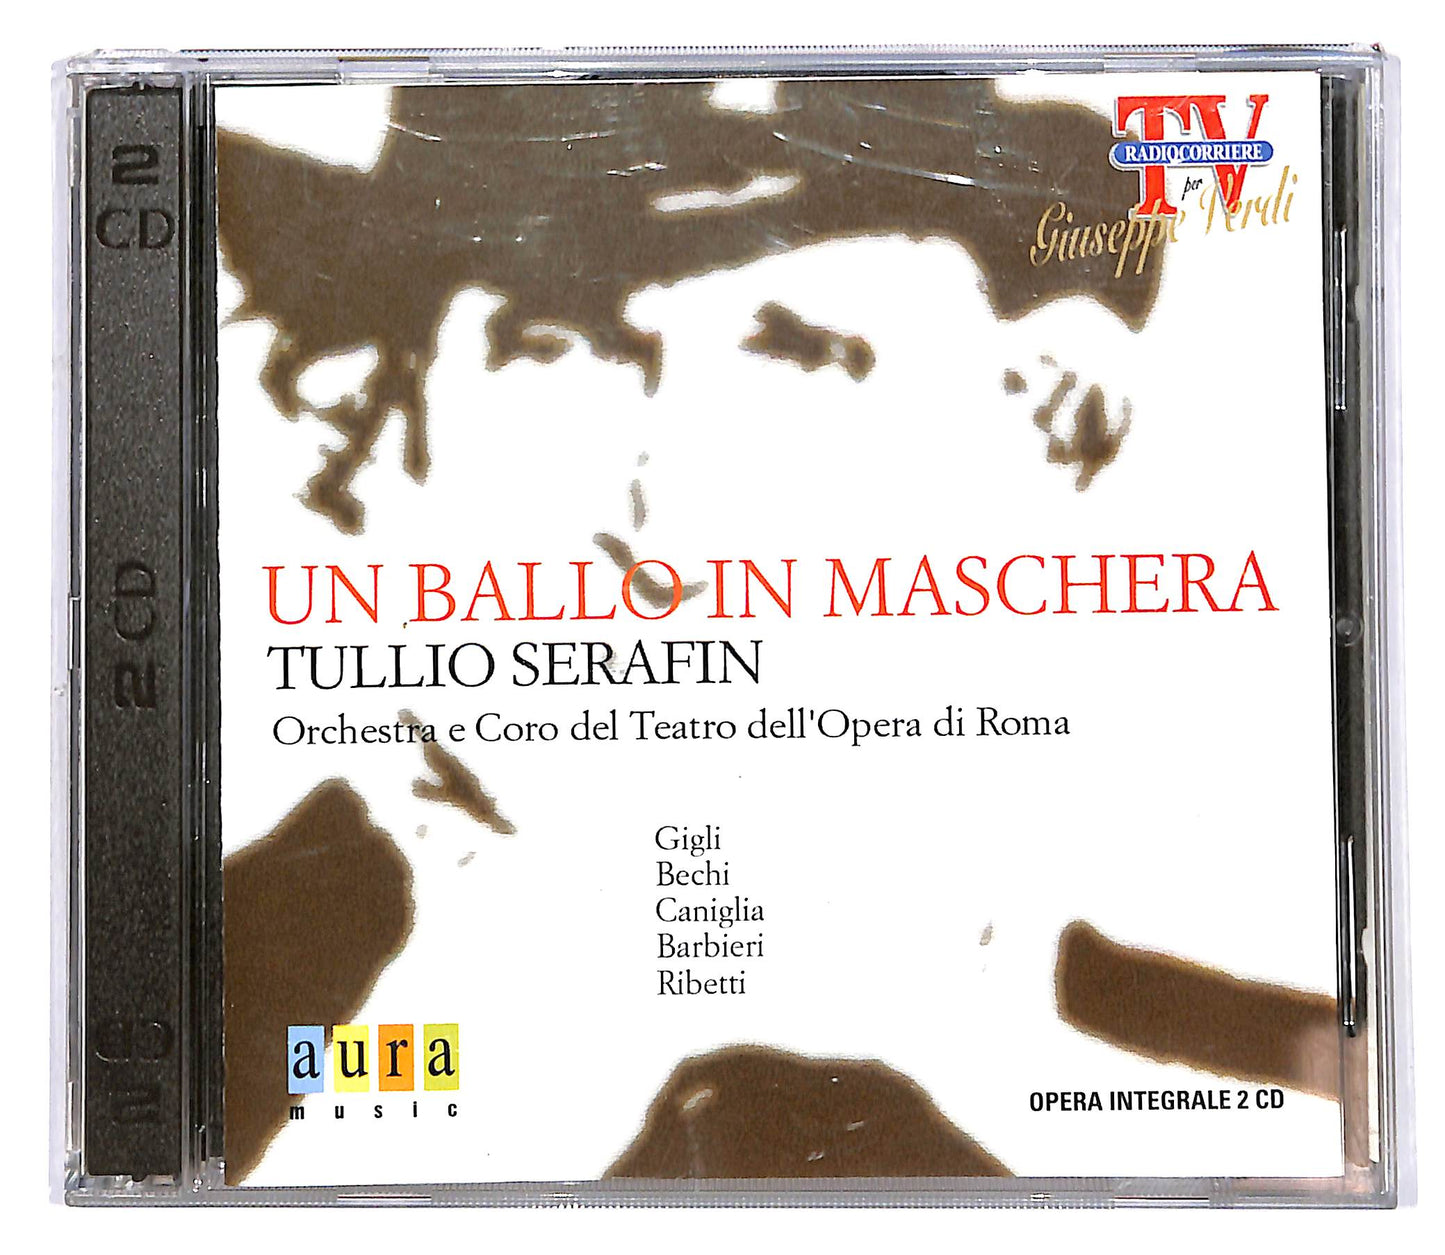 2
CD
2 CD
TV
RADIOCORRIERE
per
Giuseppe Verdi
UN BALLO IN MASCHERA
TULLIO SERAFIN
Orchestra e Coro del Teatro dell'Opera di Roma
Gigli
Bechi
Caniglia
Barbieri
Ribetti
aura
music
OPERA INTEGRALE 2 CD